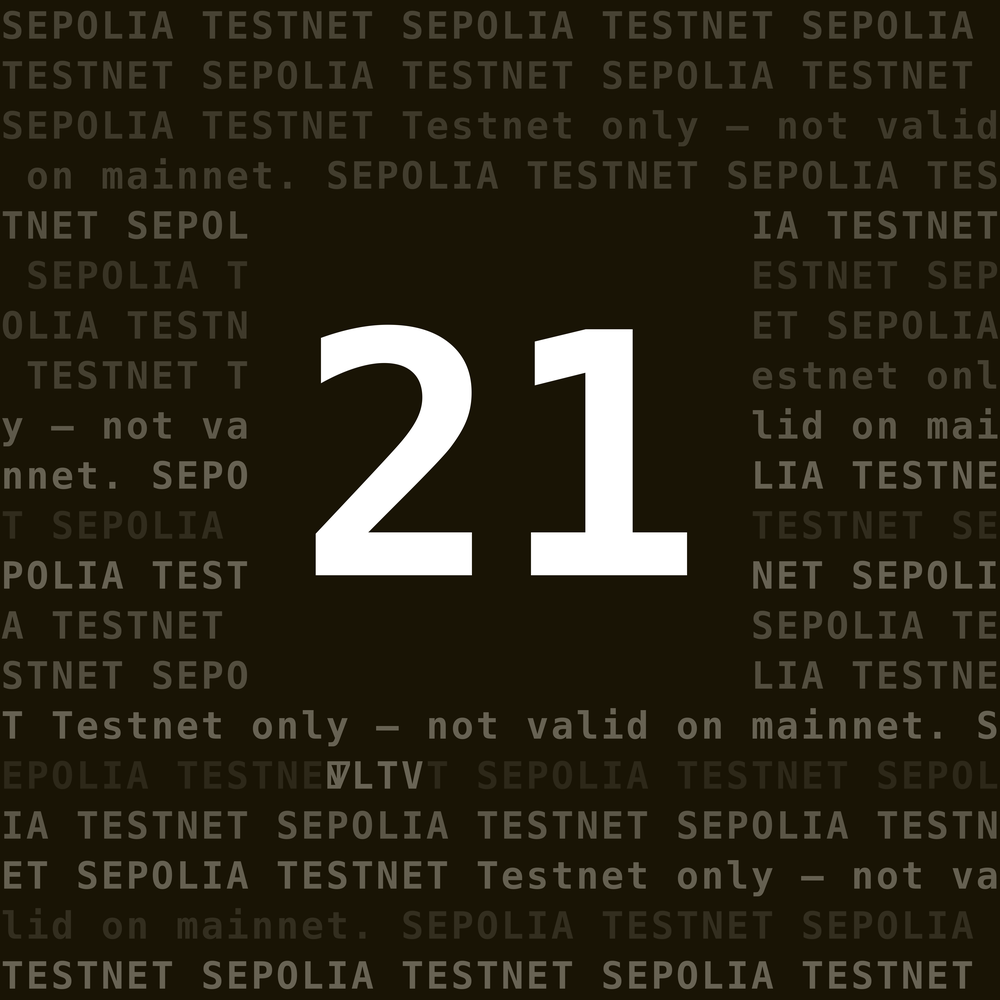 SEPOLIA TESTNET SEPOLIA TESTNET SEPOLIA
TESTNET SEPOLIA TESTNET SEPOLIA TESTNET
SEPOLIA TESTNET Testnet only — not valid
on mainnet. SEPOLIA TESTNET SEPOLIA TES
TNET SEPOL IA TESTNET
SEPOLIA T ESTNET SEP
OLIA TESTN ET SEPOLIA
TESTNET T estnet onl
y — not va lid on mai
21
nnet. SEPO LIA TESTNE
T SEPOLIA TESTNET SE
POLIA TEST NET SEPOLI
A TESTNET SEPOLIA TE
STNET SEPO LIA TESTNE
T Testnet only — not valid on mainnet. S
EPOLIA TESTNE T SEPOLIA TESTNET SEPOL
IA TESTNET SEPOLIA TESTNET SEPOLIA TESTN
ET SEPOLIA TESTNET Testnet only — not va
lid on mainnet. SEPOLIA TESTNET SEPOLIA
TESTNET SEPOLIA TESTNET SEPOLIA TESTNET